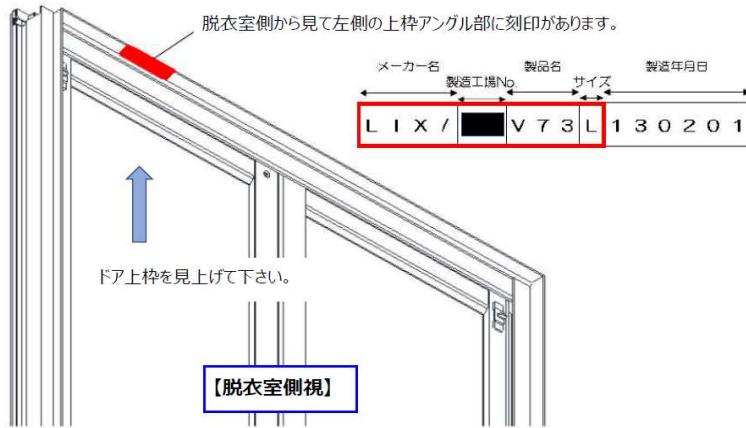 脱衣室側から見て左側の上枠アングル部に刻印があります。
メーカー名 製造工場No. 製品名 サイズ 製造年月日
LIX/ V73 L 130201
ドア上枠を見上げて下さい。
【脱衣室側視】